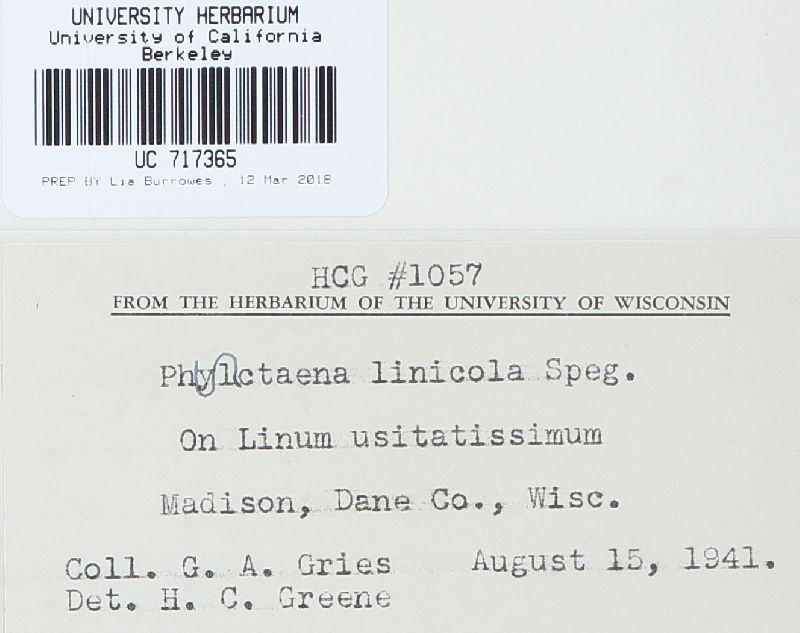 UNIVERSITY HERBARIUM
University of California
Berkeley
UC 717365
PREP BY Lia Burrowes , 12 Mar 2018
HCG #1057
FROM THE HERBARIUM OF THE UNIVERSITY OF WISCONSIN
Phylctaena linicola Speg.
On Linum usitatissimum
Madison, Dane Co., Wisc.
Coll. G. A. Gries August 15, 1941.
Det. H. C. Greene